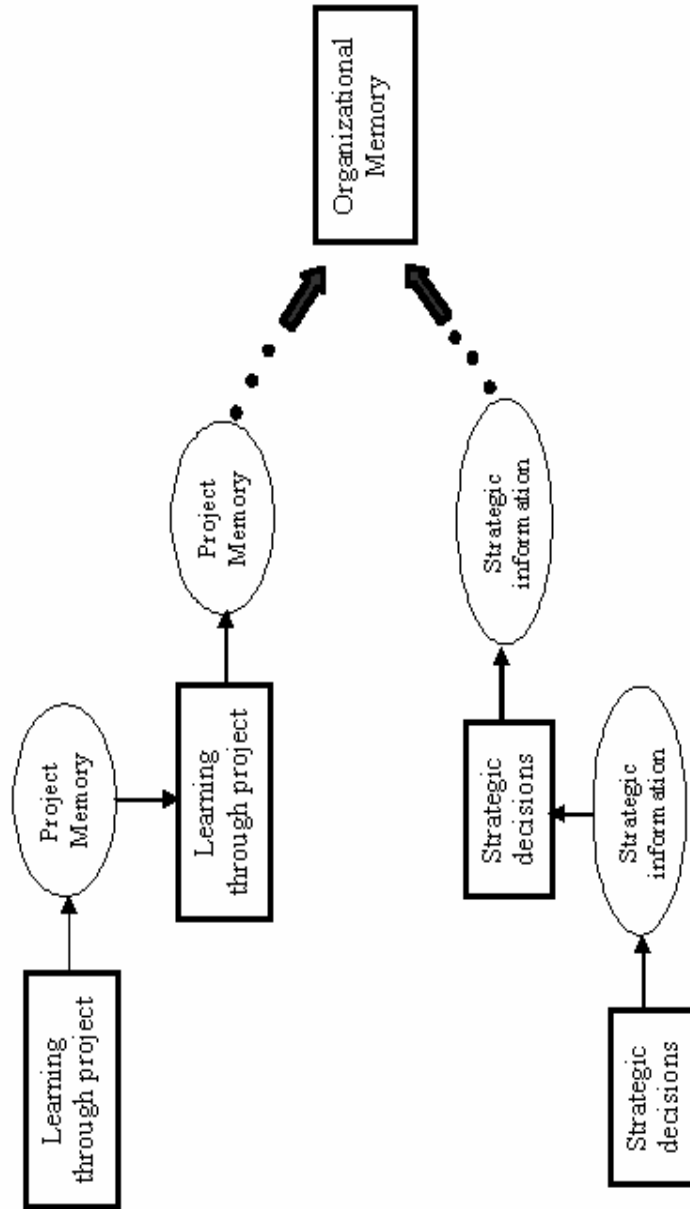 Learning
through project
Project
Memory
Learning
through project
Project
Memory
Organizational
Memory
Strategic
decisions
Strategic
information
Strategic
decisions
Strategic
information